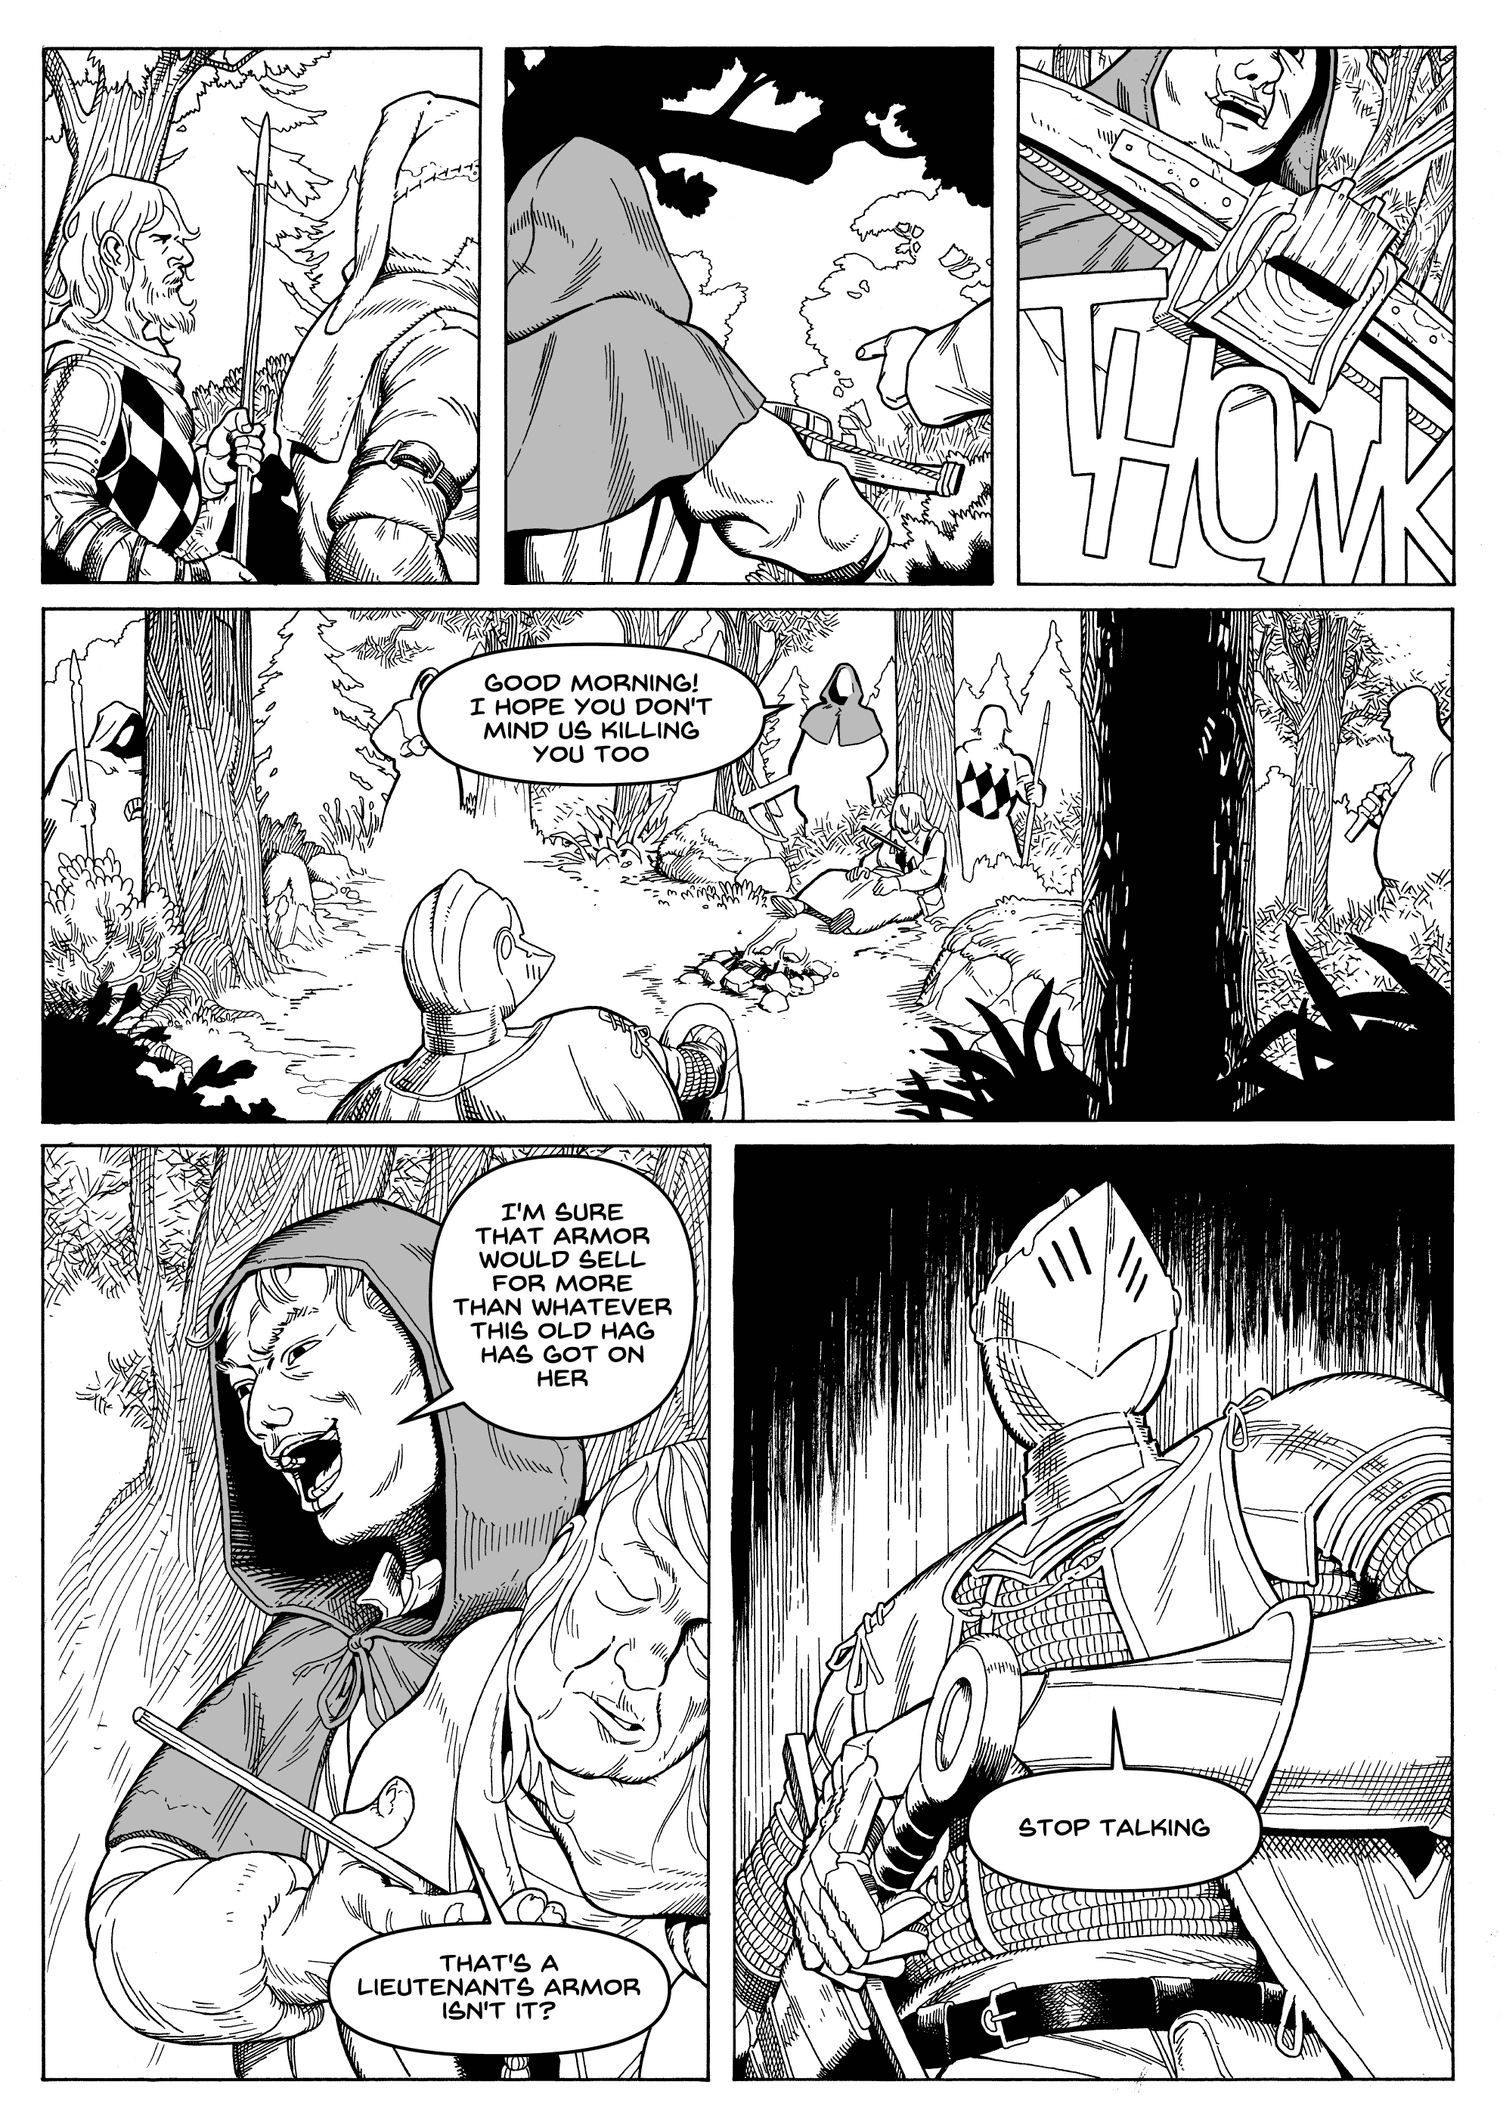 THONK
GOOD MORNING!
I HOPE YOU DON'T
MIND US KILLING
YOU TOO
I'M SURE
THAT ARMOR
WOULD SELL
FOR MORE
THAN WHATEVER
THIS OLD HAG
HAS GOT ON
HER
THAT'S A
LIEUTENANTS ARMOR
ISN'T IT?
STOP TALKING